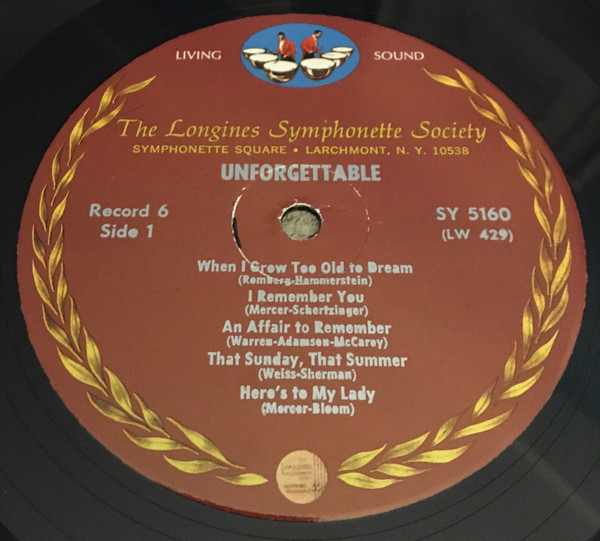 LIVING SOUND
The Longines Symphonette Society
SYMPHONETTE SQUARE • LARCHMONT, N. Y. 10538
UNFORGETTABLE
Record 6
Side 1
SY 5160
(LW 429)
When I Grow Too Old to Dream
(Romberg-Hammerstein)
I Remember You
(Mercer-Schertzinger)
An Affair to Remember
(Warren-Adamson-McCarey)
That Sunday, That Summer
(Weiss-Sherman)
Here's to My Lady
(Mercer-Bloom)
LONGINES